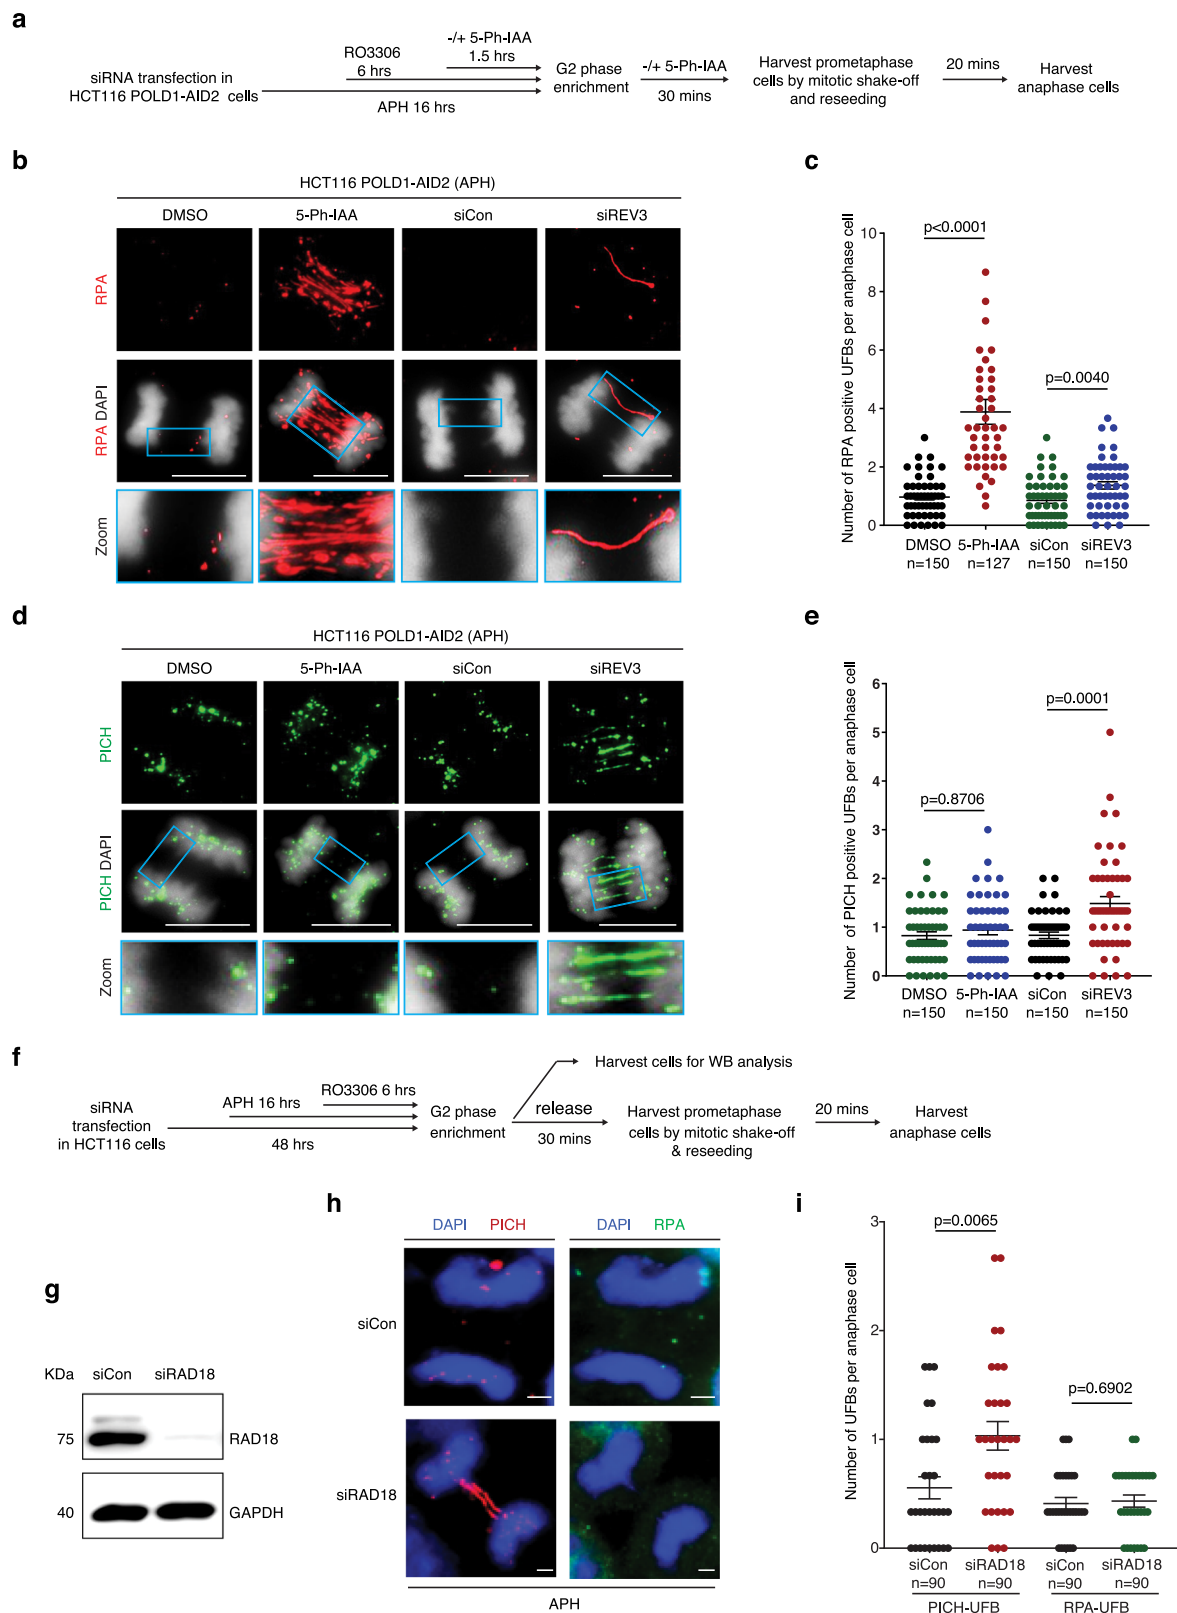 a
siRNA transfection in
HCT116 POLD1-AID2 cells
RO3306
6 hrs
-/+ 5-Ph-IAA
1.5 hrs
APH 16 hrs
G2 phase
enrichment
-/+ 5-Ph-IAA
30 mins
Harvest prometaphase
cells by mitotic shake-off
and reseeding
20 mins
Harvest
anaphase cells
b
HCT116 POLD1-AID2 (APH)
DMSO 5-Ph-IAA siCon siREV3
RPA
RPA DAPI
Zoom
c
Number of RPA positive UFBs per anaphase cell
10
8
6
4
2
0
p<0.0001
p=0.0040
DMSO 5-Ph-IAA siCon siREV3
n=150 n=127 n=150 n=150
d
HCT116 POLD1-AID2 (APH)
DMSO 5-Ph-IAA siCon siREV3
PICH
PICH DAPI
Zoom
e
Number of PICH positive UFBs per anaphase cell
6
5
4
3
2
1
0
p=0.8706
p=0.0001
DMSO 5-Ph-IAA siCon siREV3
n=150 n=150 n=150 n=150
f
siRNA
transfection
in HCT116 cells
APH 16 hrs
RO3306 6 hrs
48 hrs
G2 phase
enrichment
Harvest cells for WB analysis
release
30 mins
Harvest prometaphase
cells by mitotic shake-off
& reseeding
20 mins
Harvest
anaphase cells
g
KDa siCon siRAD18
75 RAD18
40 GAPDH
h
DAPI PICH DAPI RPA
siCon
siRAD18
APH
i
Number of UFBs per anaphase cell
3
2
1
0
p=0.0065
p=0.6902
siCon siRAD18 siCon siRAD18
n=90 n=90 n=90 n=90
PICH-UFB RPA-UFB